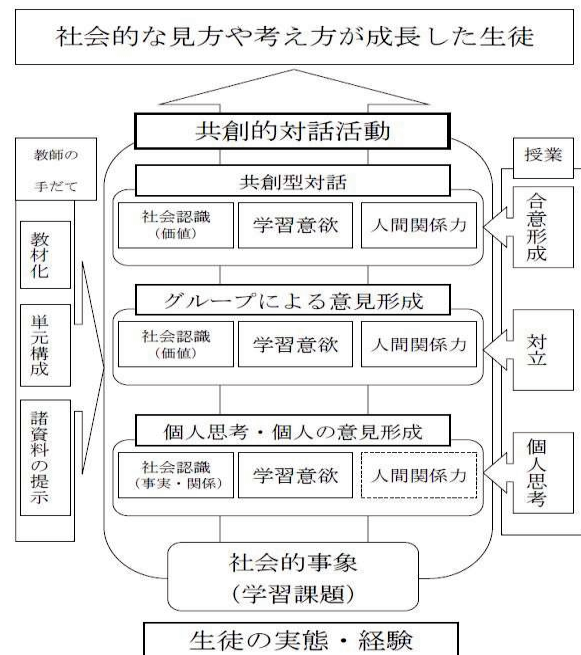 社会的な見方や考え方が成長した生徒
共創的対話活動
教師の
手だて
教材化
単元構成
諸資料の提示
共創型対話
社会認識
(価値)
学習意欲
人間関係力
グループによる意見形成
社会認識
(価値)
学習意欲
人間関係力
個人思考・個人の意見形成
社会認識
(事実・関係)
学習意欲
人間関係力
授業
合意形成
対立
個人思考
社会的事象
(学習課題)
生徒の実態・経験